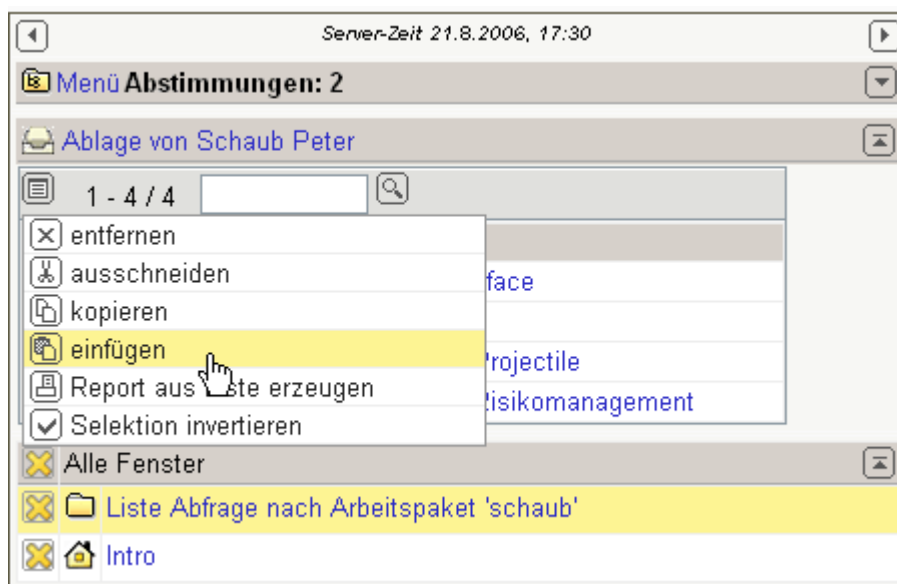 Server-Zeit 21.8.2006, 17:30
Menü Abstimmungen: 2
Ablage von Schaub Peter
1 - 4 / 4
entfernen
ausschneiden
face
kopieren
einfügen
rojectile
Report aus ste erzeugen
isikomanagement
Selektion invertieren
Alle Fenster
Liste Abfrage nach Arbeitspaket 'schaub'
Intro